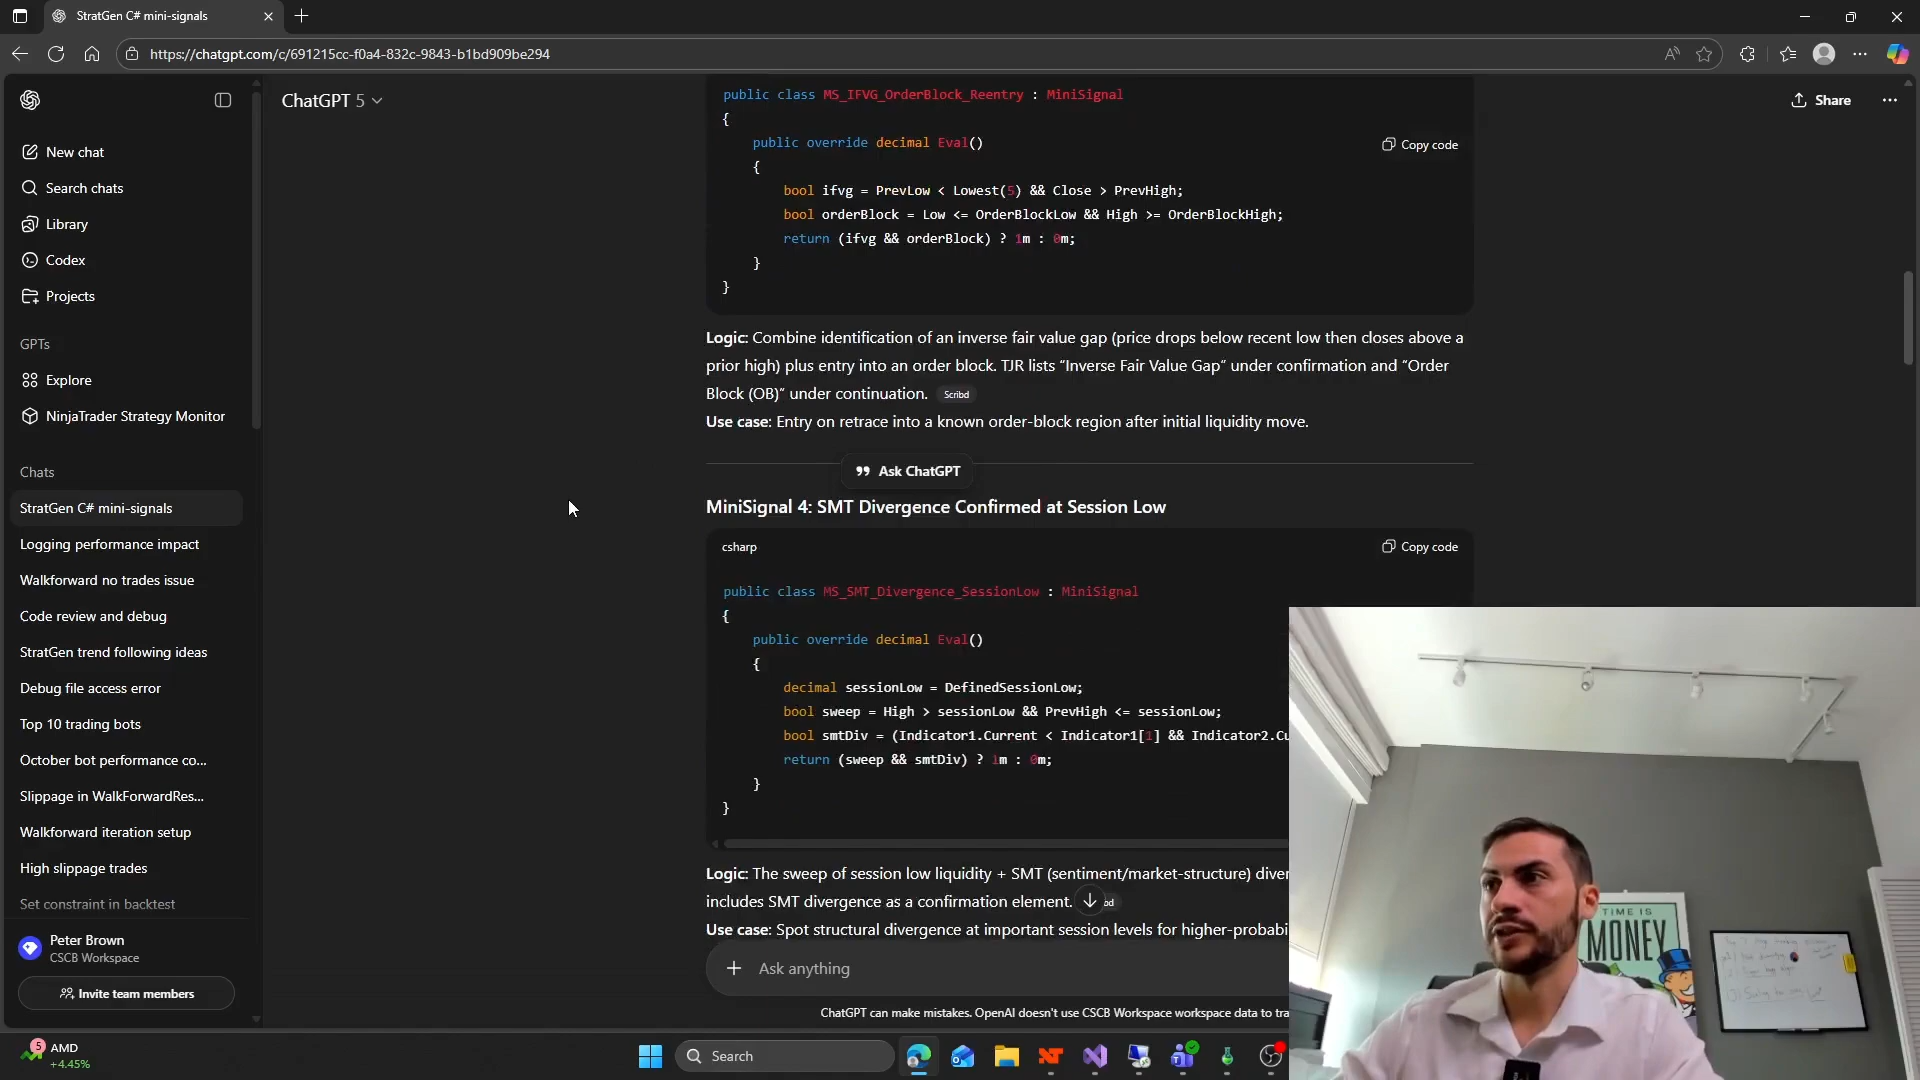 StratGen C# mini-signals
https://chatgpt.com/c/691215cc-f0a4-832c-9843-b1bd909be294
ChatGPT 5
Share
New chat
Search chats
Library
Codex
Projects
GPTs
Explore
NinjaTrader Strategy Monitor
Chats
StratGen C# mini-signals
Logging performance impact
Walkforward no trades issue
Code review and debug
StratGen trend following ideas
Debug file access error
Top 10 trading bots
October bot performance co...
Slippage in WalkForwardRes...
Walkforward iteration setup
High slippage trades
Set constraint in backtest
Peter Brown
CSCB Workspace
Invite team members
public class MS_IFVG_OrderBlock_Reentry : MiniSignal
{
public override decimal Eval()
Copy code
{
bool ifvg = PrevLow < Lowest(5) && Close > PrevHigh;
bool orderBlock = Low <= OrderBlockLow && High >= OrderBlockHigh;
return (ifvg && orderBlock) ? 1m : 0m;
}
}
Logic: Combine identification of an inverse fair value gap (price drops below recent low then closes above a
prior high) plus entry into an order block. TJR lists “Inverse Fair Value Gap” under confirmation and “Order
Block (OB)” under continuation. Scribd
Use case: Entry on retrace into a known order-block region after initial liquidity move.
Ask ChatGPT
MiniSignal 4: SMT Divergence Confirmed at Session Low
csharp
Copy code
public class MS_SMT_Divergence_SessionLow : MiniSignal
{
public override decimal Eval()
{
decimal sessionLow = DefinedSessionLow;
bool sweep = High > sessionLow && PrevHigh <= sessionLow;
bool smtDiv = (Indicator1.Current < Indicator1[1] && Indicator2.Cu
return (sweep && smtDiv) ? 1m : 0m;
}
}
Logic: The sweep of session low liquidity + SMT (sentiment/market-structure) diver
includes SMT divergence as a confirmation element. bd
Use case: Spot structural divergence at important session levels for higher-probabi
Ask anything
ChatGPT can make mistakes. OpenAI doesn't use CSCB Workspace workspace data to tra
TIME IS
MONEY
5
AMD
+4.45%
Search